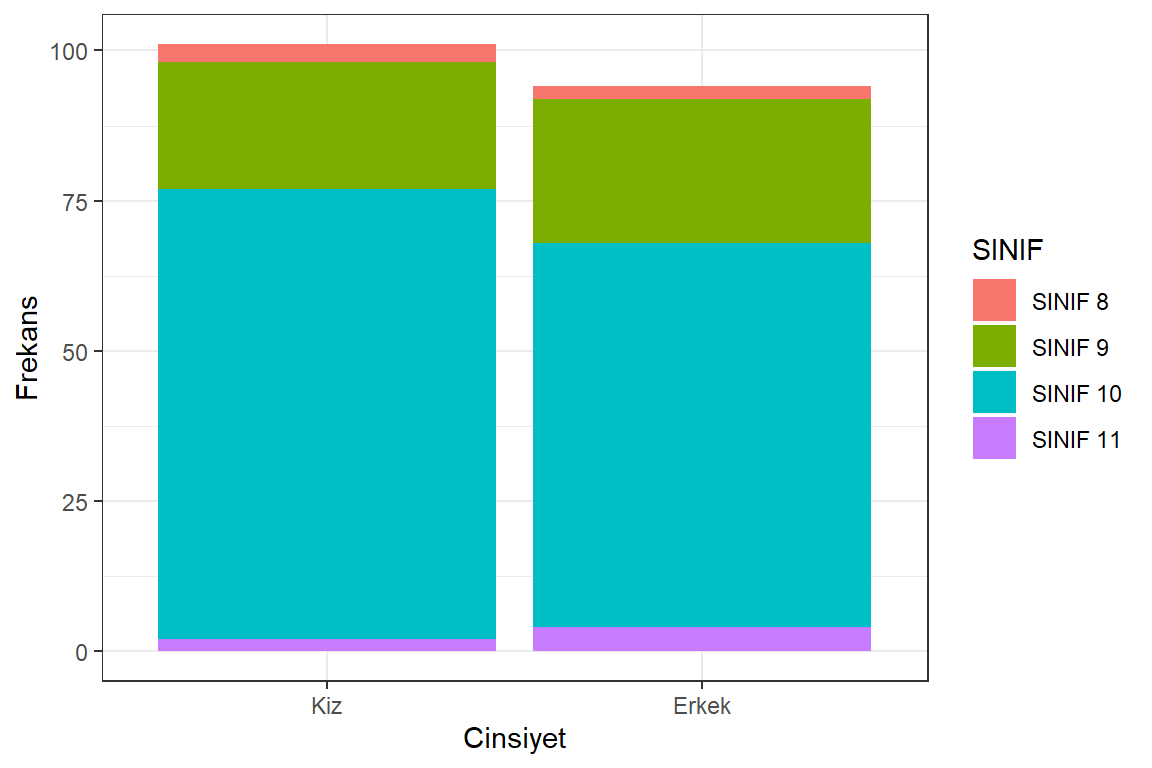 100
75
50
25
0
Frekans
Kiz
Erkek
Cinsiyet
SINIF
SINIF 8
SINIF 9
SINIF 10
SINIF 11